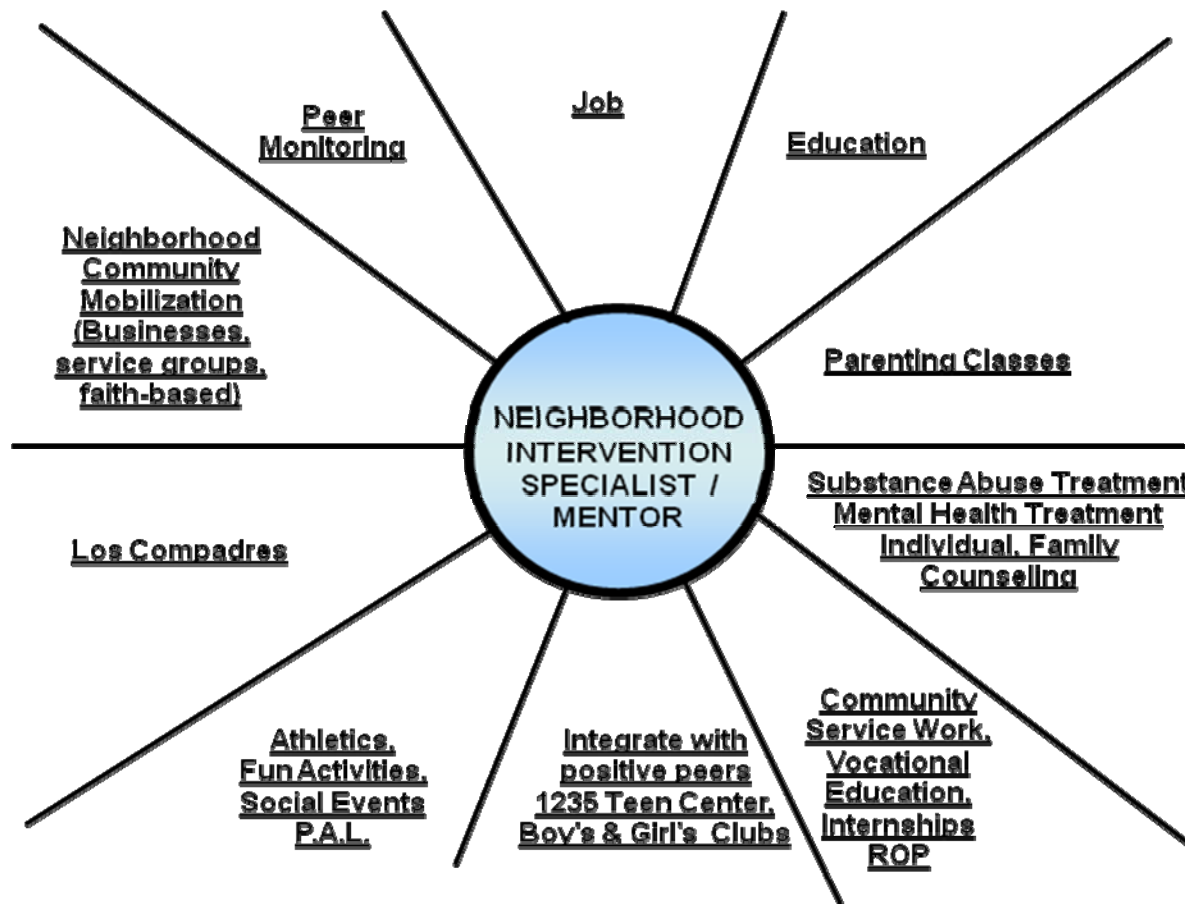 Job
Peer
Monitoring
Education
Neighborhood
Community
Mobilization
(Businesses,
service groups,
faith-based)
Parenting Classes
NEIGHBORHOOD
INTERVENTION
SPECIALIST /
MENTOR
Substance Abuse Treatment
Mental Health Treatment
Individual, Family
Counseling
Los Compadres
Community
Service Work,
Vocational
Education,
Internships
ROP
Athletics,
Fun Activities,
Social Events
P.A.L.
Integrate with
positive peers
1235 Teen Center,
Boy's & Girl's Clubs